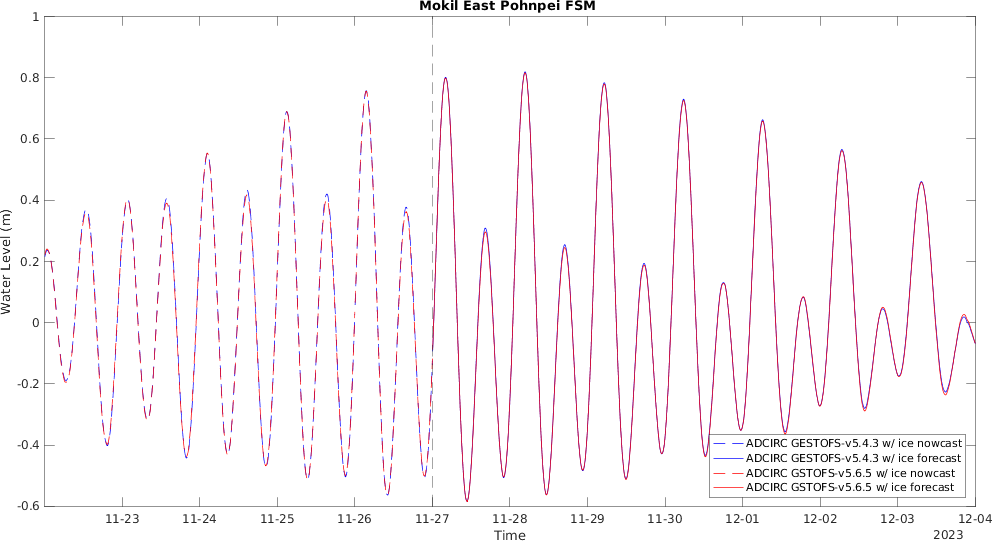 Mokil East Pohnpei FSM
1
0.8
0.6
0.4
0.2
0
-0.2
-0.4
-0.6
Water Level (m)
ADCIRC GESTOFS-v5.4.3 w/ ice nowcast
ADCIRC GESTOFS-v5.4.3 w/ ice forecast
ADCIRC GSTOFS-v5.6.5 w/ ice nowcast
ADCIRC GSTOFS-v5.6.5 w/ ice forecast
11-23 11-24 11-25 11-26 11-27 11-28 11-29 11-30 12-01 12-02 12-03 12-04
Time
2023